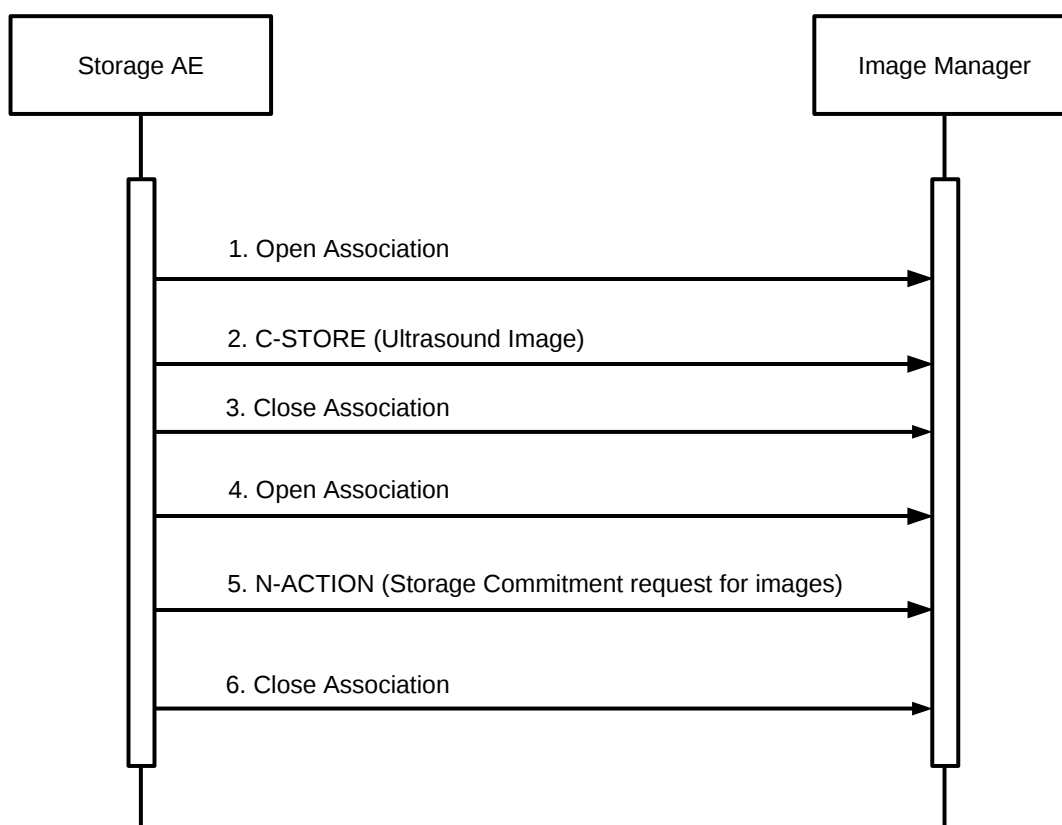 Storage AE
Image Manager
1. Open Association
2. C-STORE (Ultrasound Image)
3. Close Association
4. Open Association
5. N-ACTION (Storage Commitment request for images)
6. Close Association